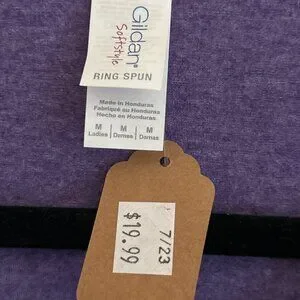 Gildan®
Softstyle
RING SPUN
Made in Honduras
Fabriqué au Honduras
Hecho en Honduras.
M | M | M
Ladies | Dames | Damas
7/23
$19.99